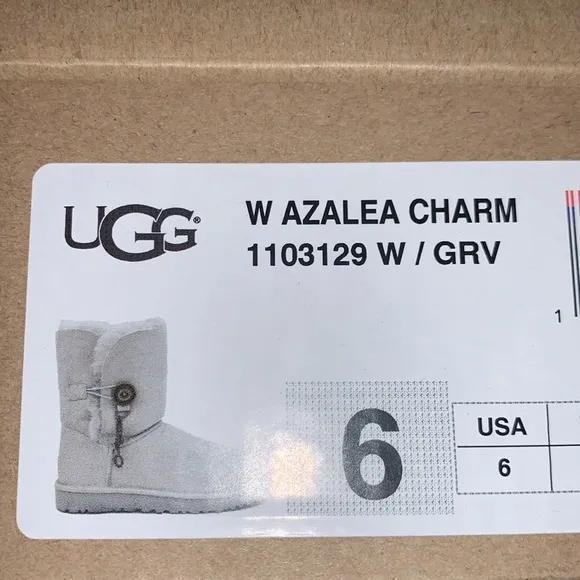 UGG®
W AZALEA CHARM
1103129 W / GRV
1
6
USA
6